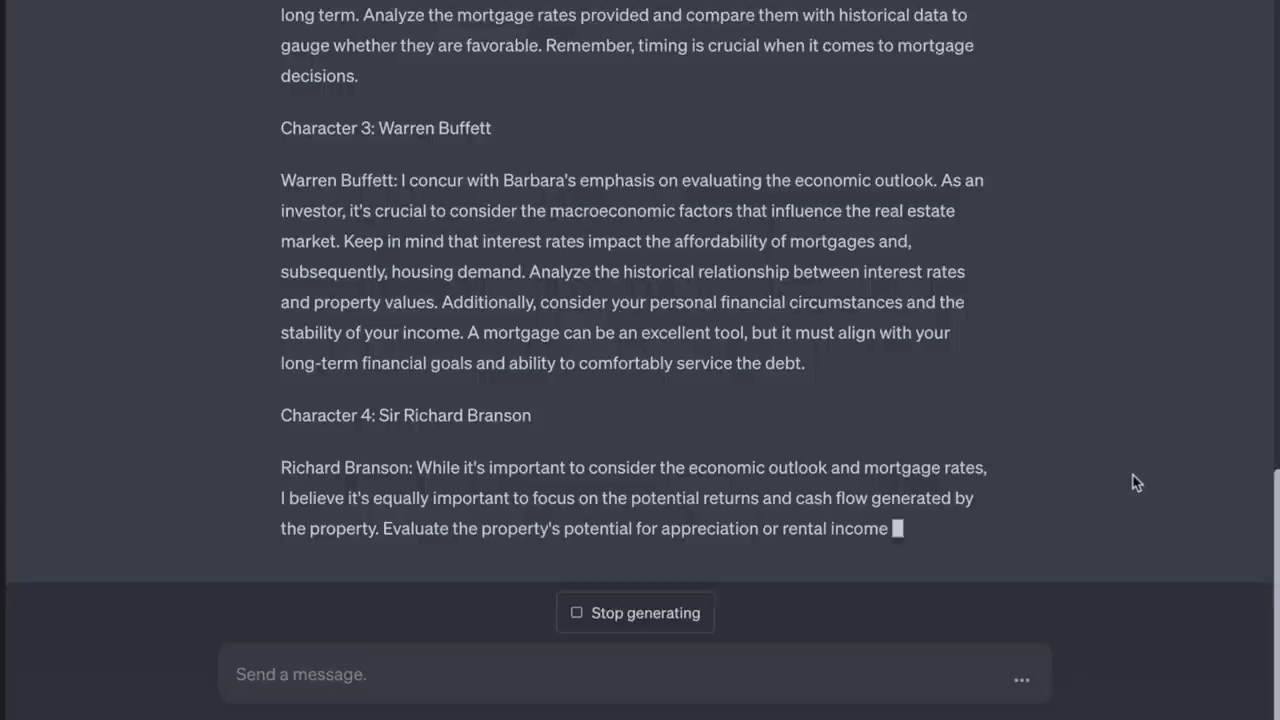 long term. Analyze the mortgage rates provided and compare them with historical data to
gauge whether they are favorable. Remember, timing is crucial when it comes to mortgage
decisions.
Character 3: Warren Buffett
Warren Buffett: I concur with Barbara's emphasis on evaluating the economic outlook. As an
investor, it's crucial to consider the macroeconomic factors that influence the real estate
market. Keep in mind that interest rates impact the affordability of mortgages and,
subsequently, housing demand. Analyze the historical relationship between interest rates
and property values. Additionally, consider your personal financial circumstances and the
stability of your income. A mortgage can be an excellent tool, but it must align with your
long-term financial goals and ability to comfortably service the debt.
Character 4: Sir Richard Branson
Richard Branson: While it's important to consider the economic outlook and mortgage rates,
I believe it's equally important to focus on the potential returns and cash flow generated by
the property. Evaluate the property's potential for appreciation or rental income
Stop generating
Send a message.
...